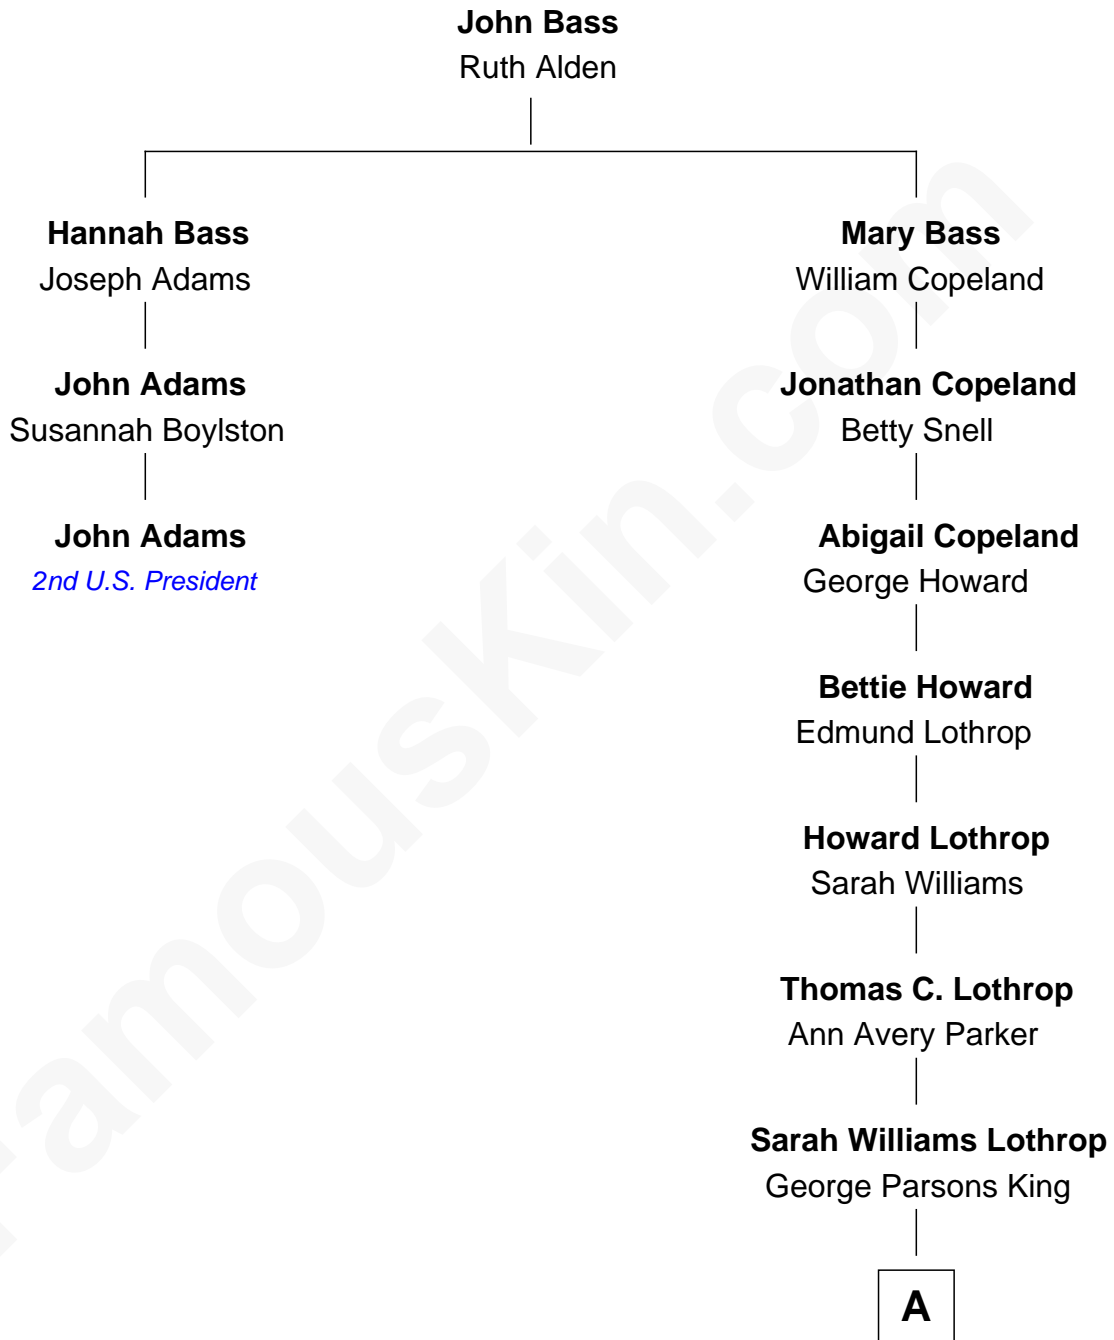 John Bass
Ruth Alden
Hannah Bass
Joseph Adams
Mary Bass
William Copeland
John Adams
Susannah Boylston
Jonathan Copeland
Betty Snell
John Adams
2nd U.S. President
Abigail Copeland
George Howard
Bettie Howard
Edmund Lothrop
Howard Lothrop
Sarah Williams
Thomas C. Lothrop
Ann Avery Parker
Sarah Williams Lothrop
George Parsons King
A
FamousKin.com